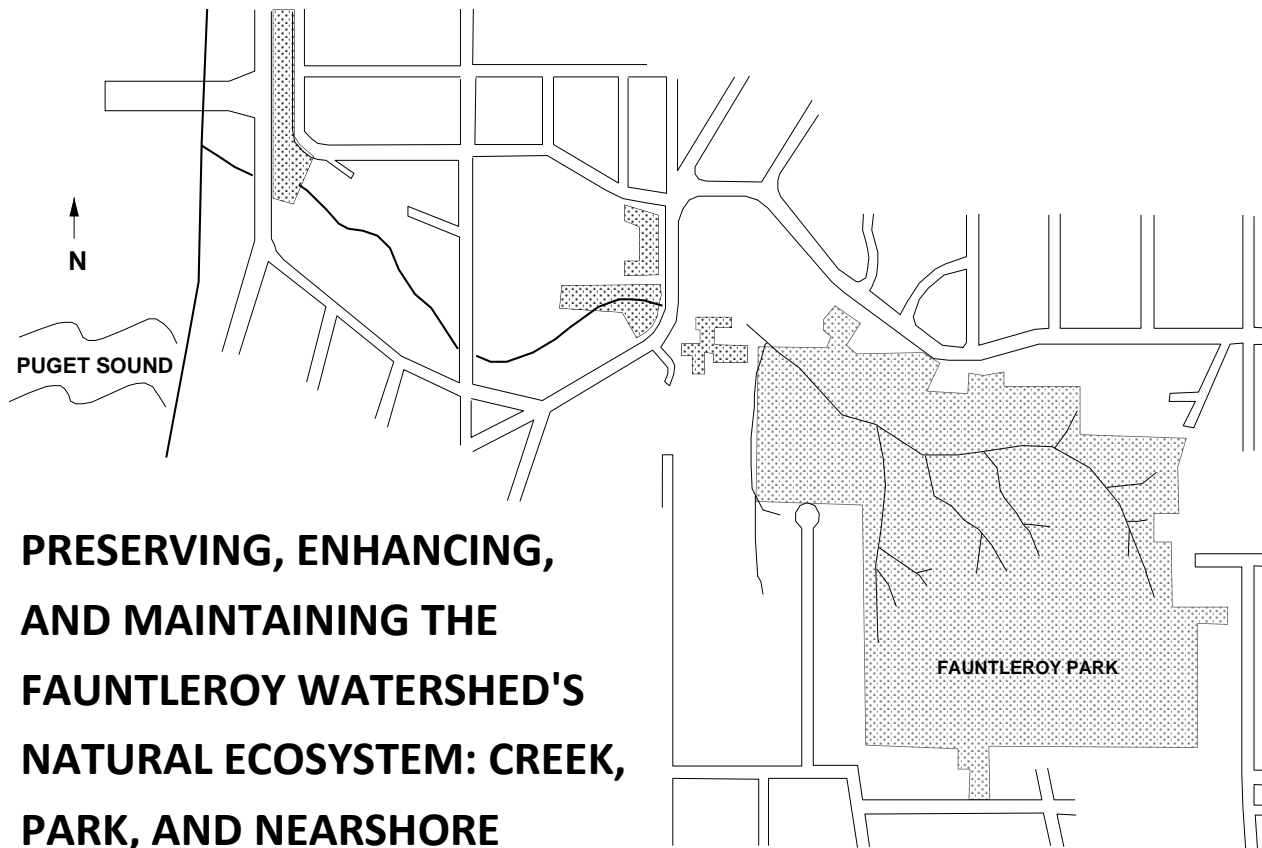 N
PUGET SOUND
FAUNTLEROY PARK
PRESERVING, ENHANCING,
AND MAINTAINING THE
FAUNTLEROY WATERSHED'S
NATURAL ECOSYSTEM: CREEK,
PARK, AND NEARSHORE